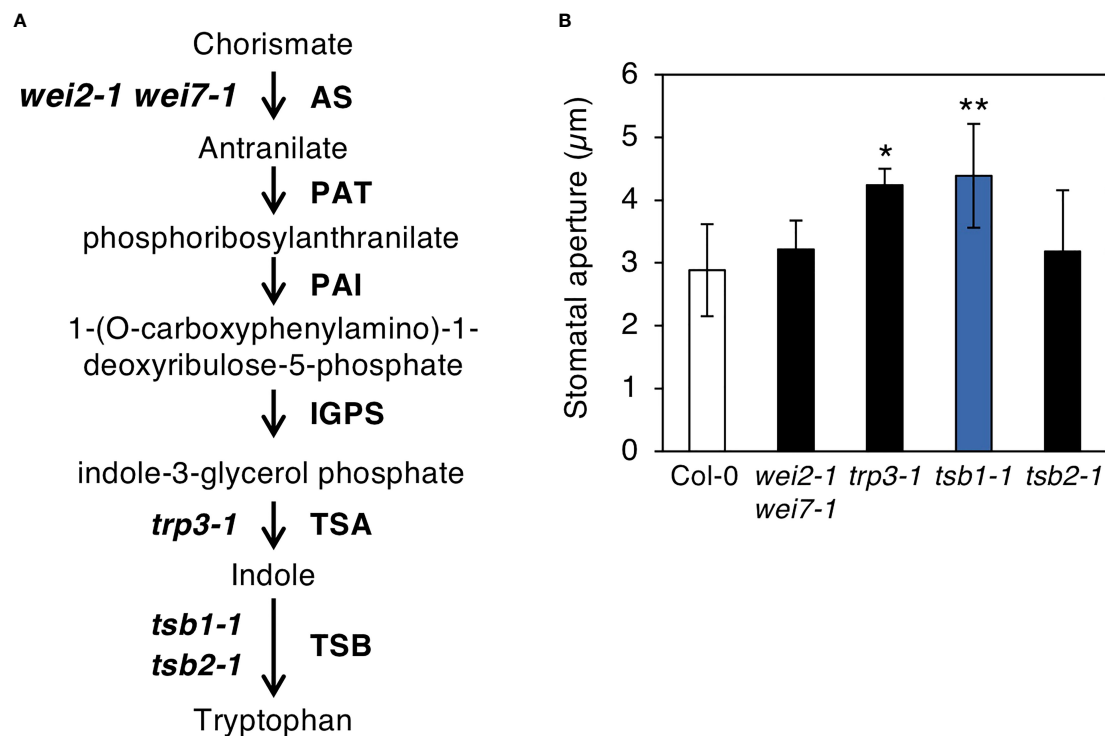 A
Chorismate
wei2-1 wei7-1 AS
Antranilate
PAT
phosphoribosylanthranilate
PAI
1-(O-carboxyphenylamino)-1-
deoxyribulose-5-phosphate
IGPS
indole-3-glycerol phosphate
trp3-1 TSA
Indole
tsb1-1
TSB
tsb2-1
Tryptophan
B
Stomatal aperture (µm)
6
5
4
3
2
1
0
*
**
Col-0 wei2-1 trp3-1 tsb1-1 tsb2-1
wei7-1